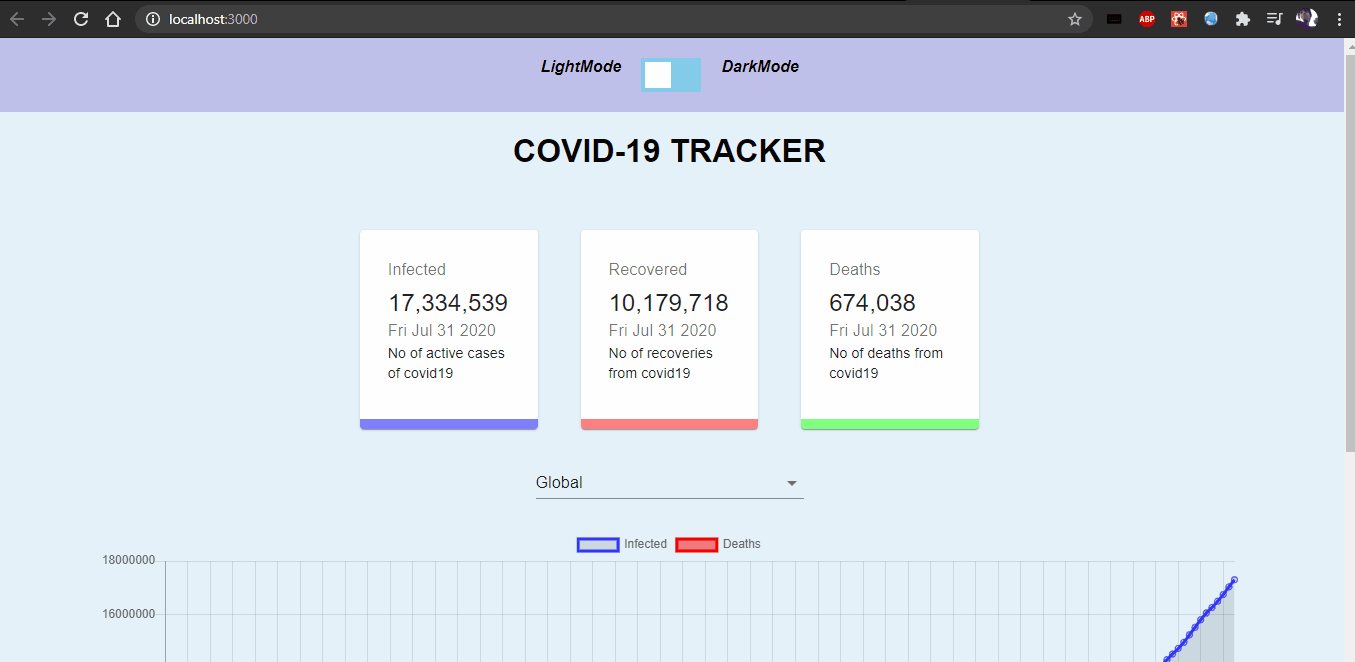 localhost:3000
ABP
LightMode DarkMode
COVID-19 TRACKER
Infected
17,334,539
Fri Jul 31 2020
No of active cases
of covid19
Recovered
10,179,718
Fri Jul 31 2020
No of recoveries
from covid19
Deaths
674,038
Fri Jul 31 2020
No of deaths from
covid19
Global
Infected Deaths
18000000
16000000